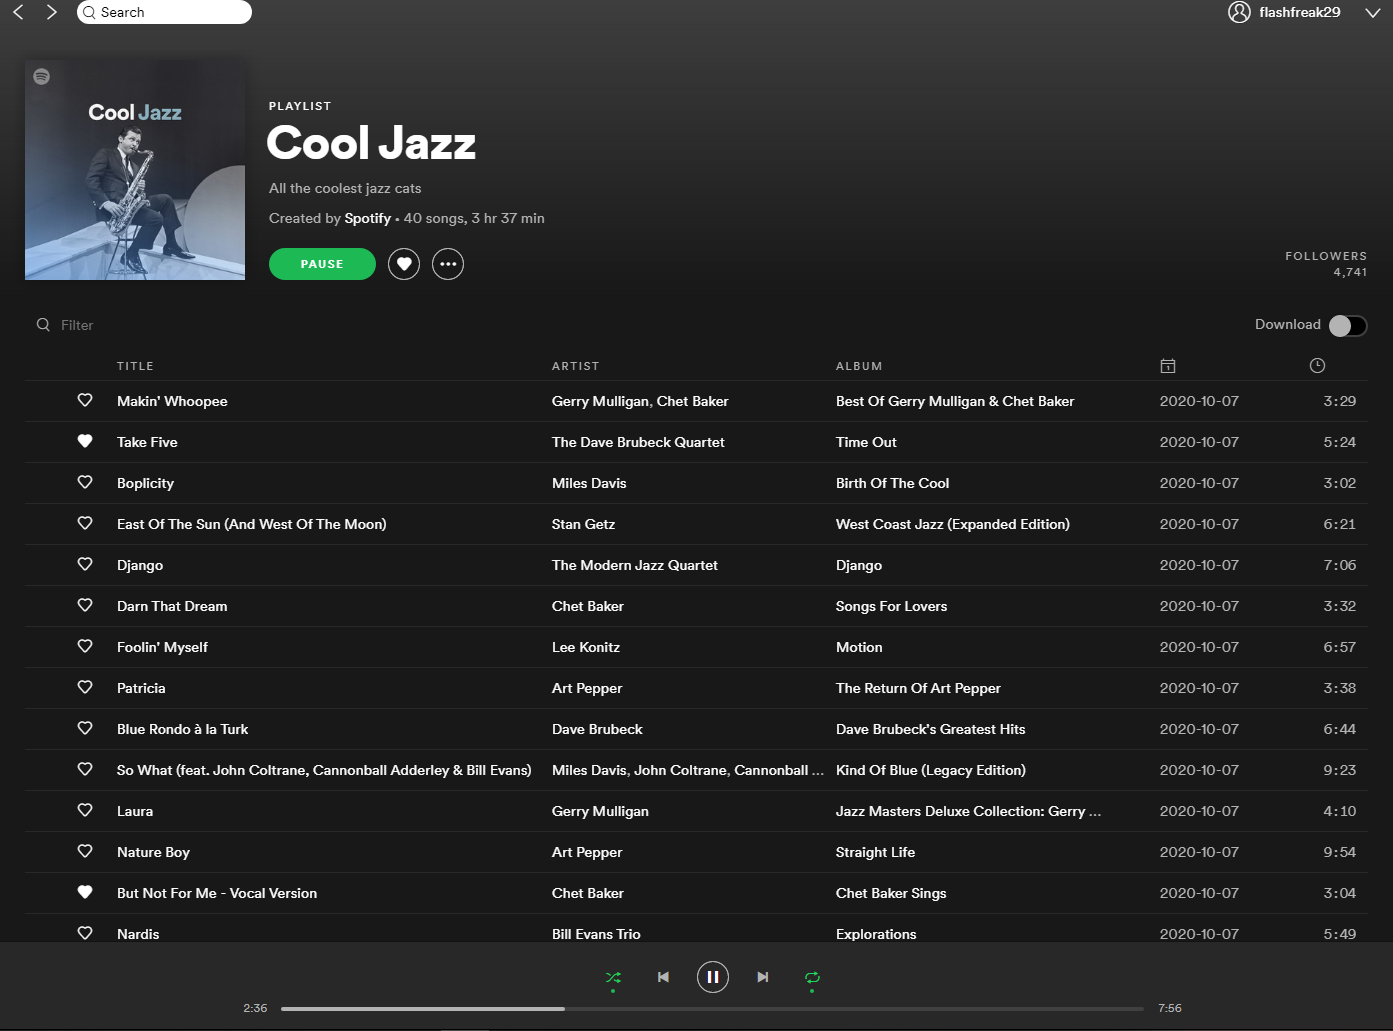 Search
flashfreak29
Cool Jazz
PLAYLIST
Cool Jazz
All the coolest jazz cats
Created by Spotify • 40 songs, 3 hr 37 min
PAUSE
FOLLOWERS
4,741
Filter
Download
TITLE ARTIST ALBUM
Makin' Whoopee Gerry Mulligan, Chet Baker Best Of Gerry Mulligan & Chet Baker 2020-10-07 3:29
Take Five The Dave Brubeck Quartet Time Out 2020-10-07 5:24
Boplicity Miles Davis Birth Of The Cool 2020-10-07 3:02
East Of The Sun (And West Of The Moon) Stan Getz West Coast Jazz (Expanded Edition) 2020-10-07 6:21
Django The Modern Jazz Quartet Django 2020-10-07 7:06
Darn That Dream Chet Baker Songs For Lovers 2020-10-07 3:32
Foolin' Myself Lee Konitz Motion 2020-10-07 6:57
Patricia Art Pepper The Return Of Art Pepper 2020-10-07 3:38
Blue Rondo à la Turk Dave Brubeck Dave Brubeck's Greatest Hits 2020-10-07 6:44
So What (feat. John Coltrane, Cannonball Adderley & Bill Evans) Miles Davis, John Coltrane, Cannonball ... Kind Of Blue (Legacy Edition) 2020-10-07 9:23
Laura Gerry Mulligan Jazz Masters Deluxe Collection: Gerry ... 2020-10-07 4:10
Nature Boy Art Pepper Straight Life 2020-10-07 9:54
But Not For Me - Vocal Version Chet Baker Chet Baker Sings 2020-10-07 3:04
Nardis Bill Evans Trio Explorations 2020-10-07 5:49
2:36 7:56